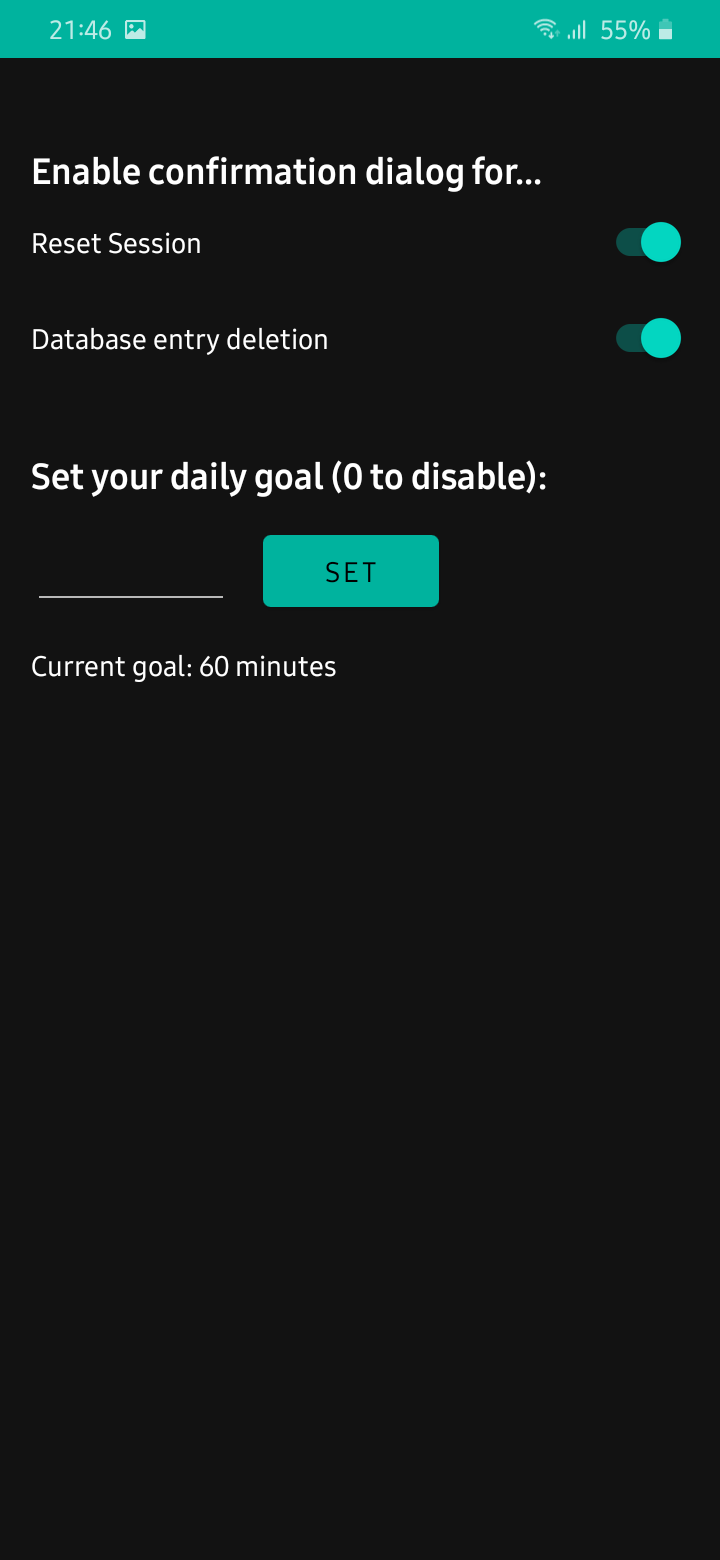 21:46 55%
Enable confirmation dialog for...
Reset Session
Database entry deletion
Set your daily goal (0 to disable):
SET
Current goal: 60 minutes